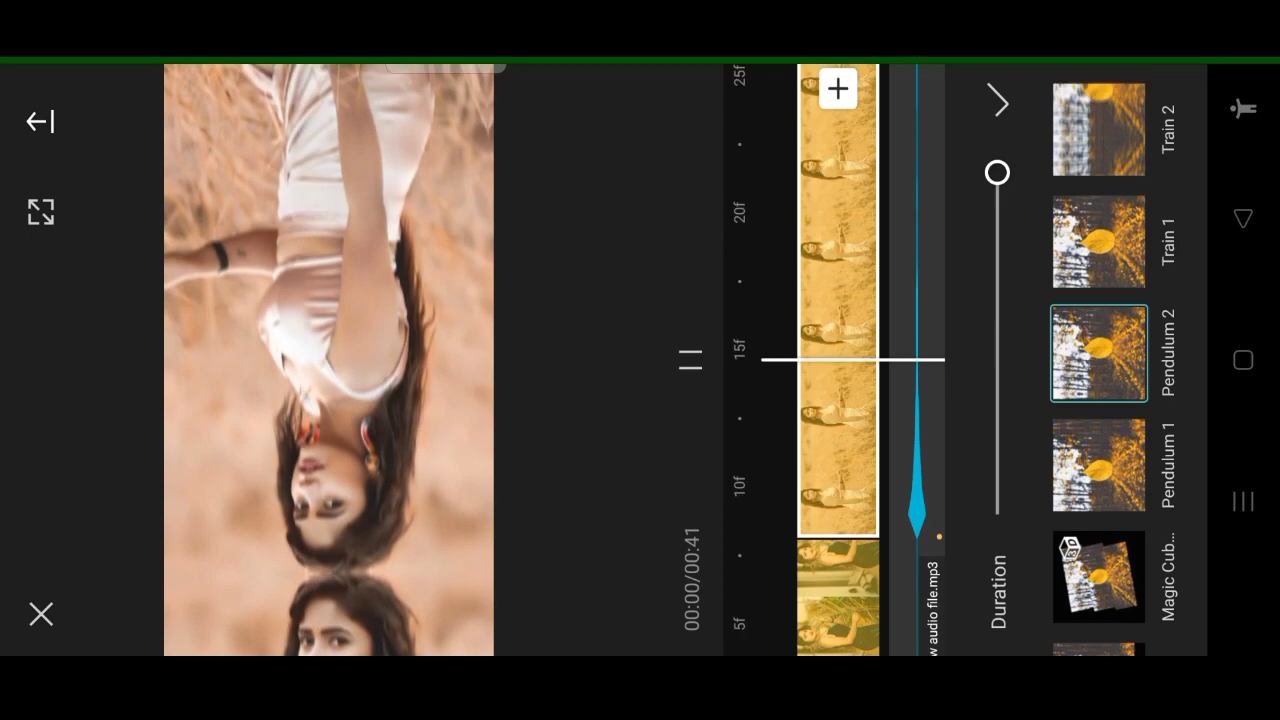 00:00/00:41
5f
10f
15f
20f
25f
w audio file.mp3
Duration
Magic Cub...
Pendulum 1
Pendulum 2
Train 1
Train 2
3D